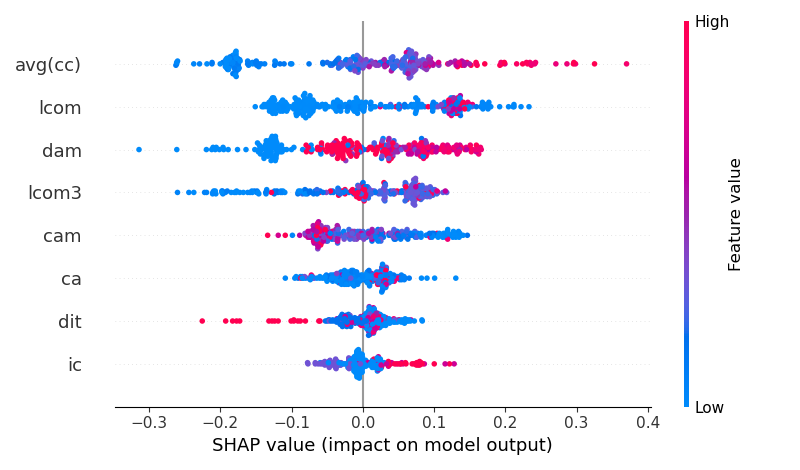 High
avg(cc)
lcom
dam
lcom3
cam
ca
dit
ic
Feature value
Low
−0.3 −0.2 −0.1 0.0 0.1 0.2 0.3 0.4
SHAP value (impact on model output)